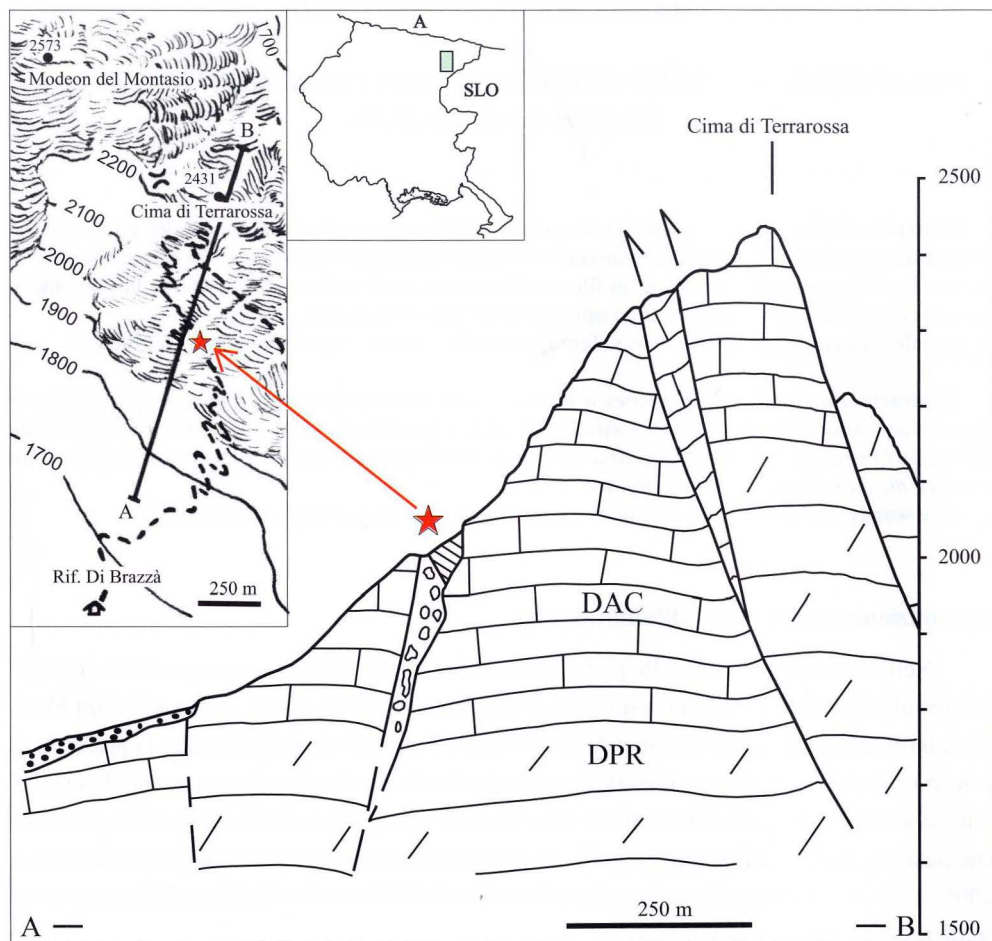 2573
Modeon del Montasio
1700
B
2200
2431
Cima di Terrarossa
2100
2000
1900
1800
1700
A
Rif. Di Brazzà
250 m
A
SLO
Cima di Terrarossa
2500
2000
DAC
DPR
250 m
A
B
1500